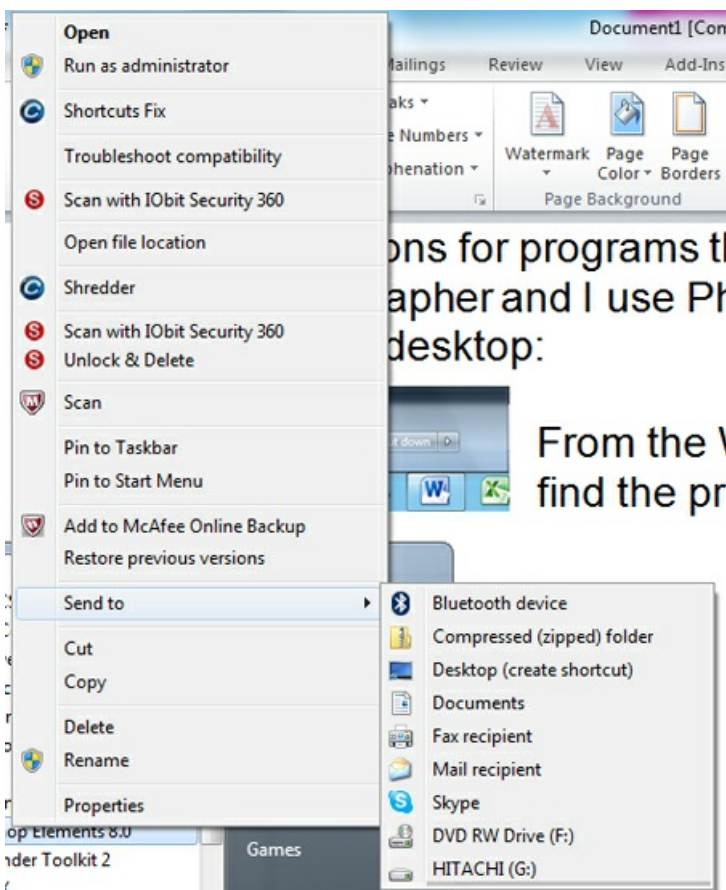 Open
Run as administrator
Shortcuts Fix
Troubleshoot compatibility
Scan with IObit Security 360
Open file location
Shredder
Scan with IObit Security 360
Unlock & Delete
Scan
Pin to Taskbar
Pin to Start Menu
Add to McAfee Online Backup
Restore previous versions
Send to
Cut
Copy
Delete
Rename
Properties
Bluetooth device
Compressed (zipped) folder
Desktop (create shortcut)
Documents
Fax recipient
Mail recipient
Skype
DVD RW Drive (F:)
HITACHI (G:)
Document1 [Com
Mailings Review View Add-Ins
aks
e Numbers
phenation
Watermark Page Color Page Borders
Page Background
ons for programs th
apher and I use Ph
desktop:
t down
From the W
find the pr
op Elements 8.0
nder Toolkit 2
Games